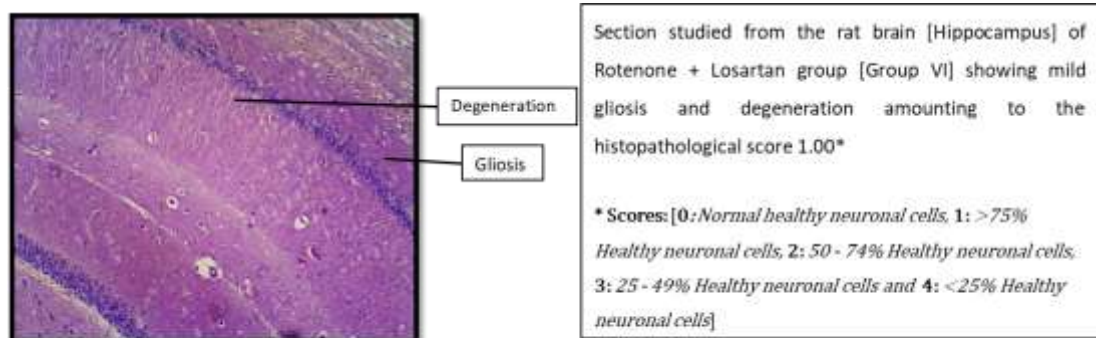 Degeneration
Gliosis
Section studied from the rat brain [Hippocampus] of
Rotenone + Losartan group [Group VI] showing mild
gliosis and degeneration amounting to the
histopathological score 1.00*
* Scores:[0:Normal healthy neuronal cells, 1: >75%
Healthy neuronal cells, 2: 50 - 74% Healthy neuronal cells,
3: 25 - 49% Healthy neuronal cells and 4: <25% Healthy
neuronal cells]